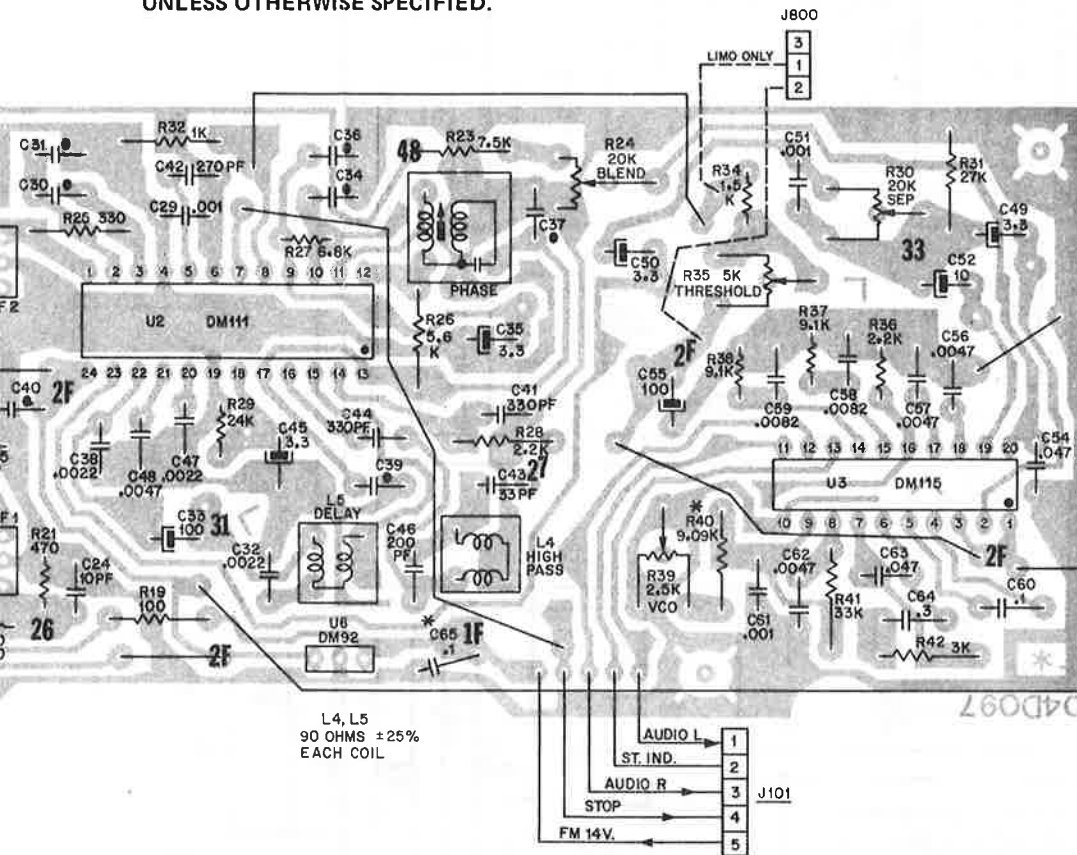 UNLESS OTHERWISE SPECIFIED.
J800
3
1
2
LIMO ONLY
C31
R32 1K
C42 270 PF
C36
48
R23 7.5K
R24
20K
BLEND
C51
.001
R34
1.5
K
R30
20K
SEP
R31
27K
C30
C29 .001
C34
C37
R25 330
R27 6.8K
C50
3.3
33
C49
3.3
C52
10
PHASE
R35 5K
THRESHOLD
1 2 3 4 5 6 7 8 9 10 11 12
F2
U2 DM111
R26
5.6
K
C35
3.3
R37
9.1K
R36
2.2K
C56
.0047
2F
R38
9.1K
24 23 22 21 20 19 18 17 16 15 14 13
C40
2F
C55
100
C59
.0082
C58
.0082
C57
.0047
C41
330PF
R29
24K
C44
330PF
R28
2.2K
C45
3.3
C38
.0022
C48
.0047
C47
.0022
C39
C43
33PF
27
11 12 13 14 15 16 17 18 19 20
C54
.047
U3 DM115
10 9 8 7 6 5 4 3 2 1
F1
R21
470
C33
100
31
L5
DELAY
C46
200
PF
L4
HIGH
PASS
*
R40
9.09K
C24
10PF
C32
.0022
R39
2.5K
VCO
C62
.0047
C63
.047
2F
C60
.1
26
R19
100
C61
.001
R41
33K
C64
.3
U6
DM92
*
C65
.1
1F
2F
R42 3K
*
04D097
L4, L5
90 OHMS ±25%
EACH COIL
AUDIO L 1
ST. IND. 2
AUDIO R 3
J101
STOP 4
FM 14V. 5